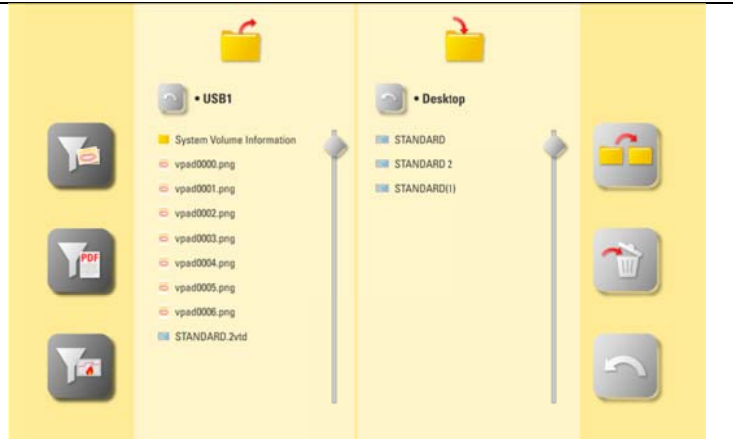 • USB1
System Volume Information
vpad0000.png
vpad0001.png
vpad0002.png
vpad0003.png
vpad0004.png
vpad0005.png
vpad0006.png
STANDARD.2vtd
• Desktop
STANDARD
STANDARD 2
STANDARD(1)
PDF